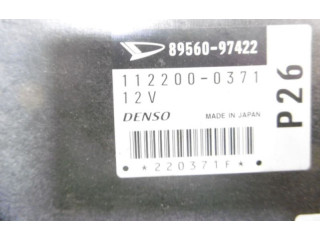 89560-97422
112200-0371
12V
DENSO MADE IN JAPAN
*220371F*
P26